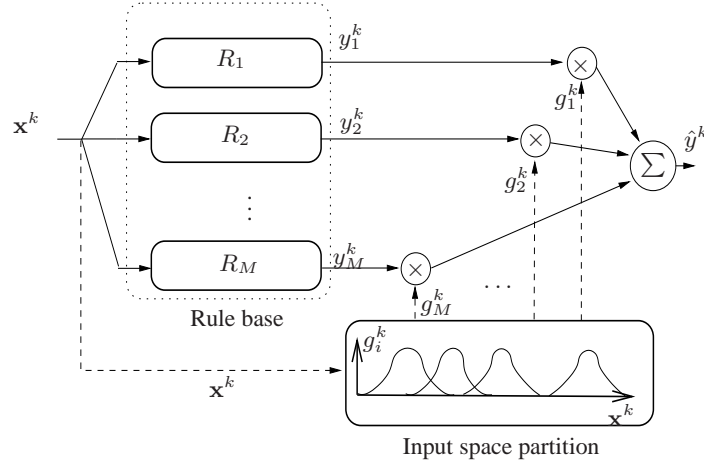 R_1
y_1^k
×
g_1^k
x^k
R_2
y_2^k
×
g_2^k
Σ
ŷ^k
⋮
R_M
y_M^k
×
g_M^k
...
Rule base
g_i^k
x^k
x^k
Input space partition